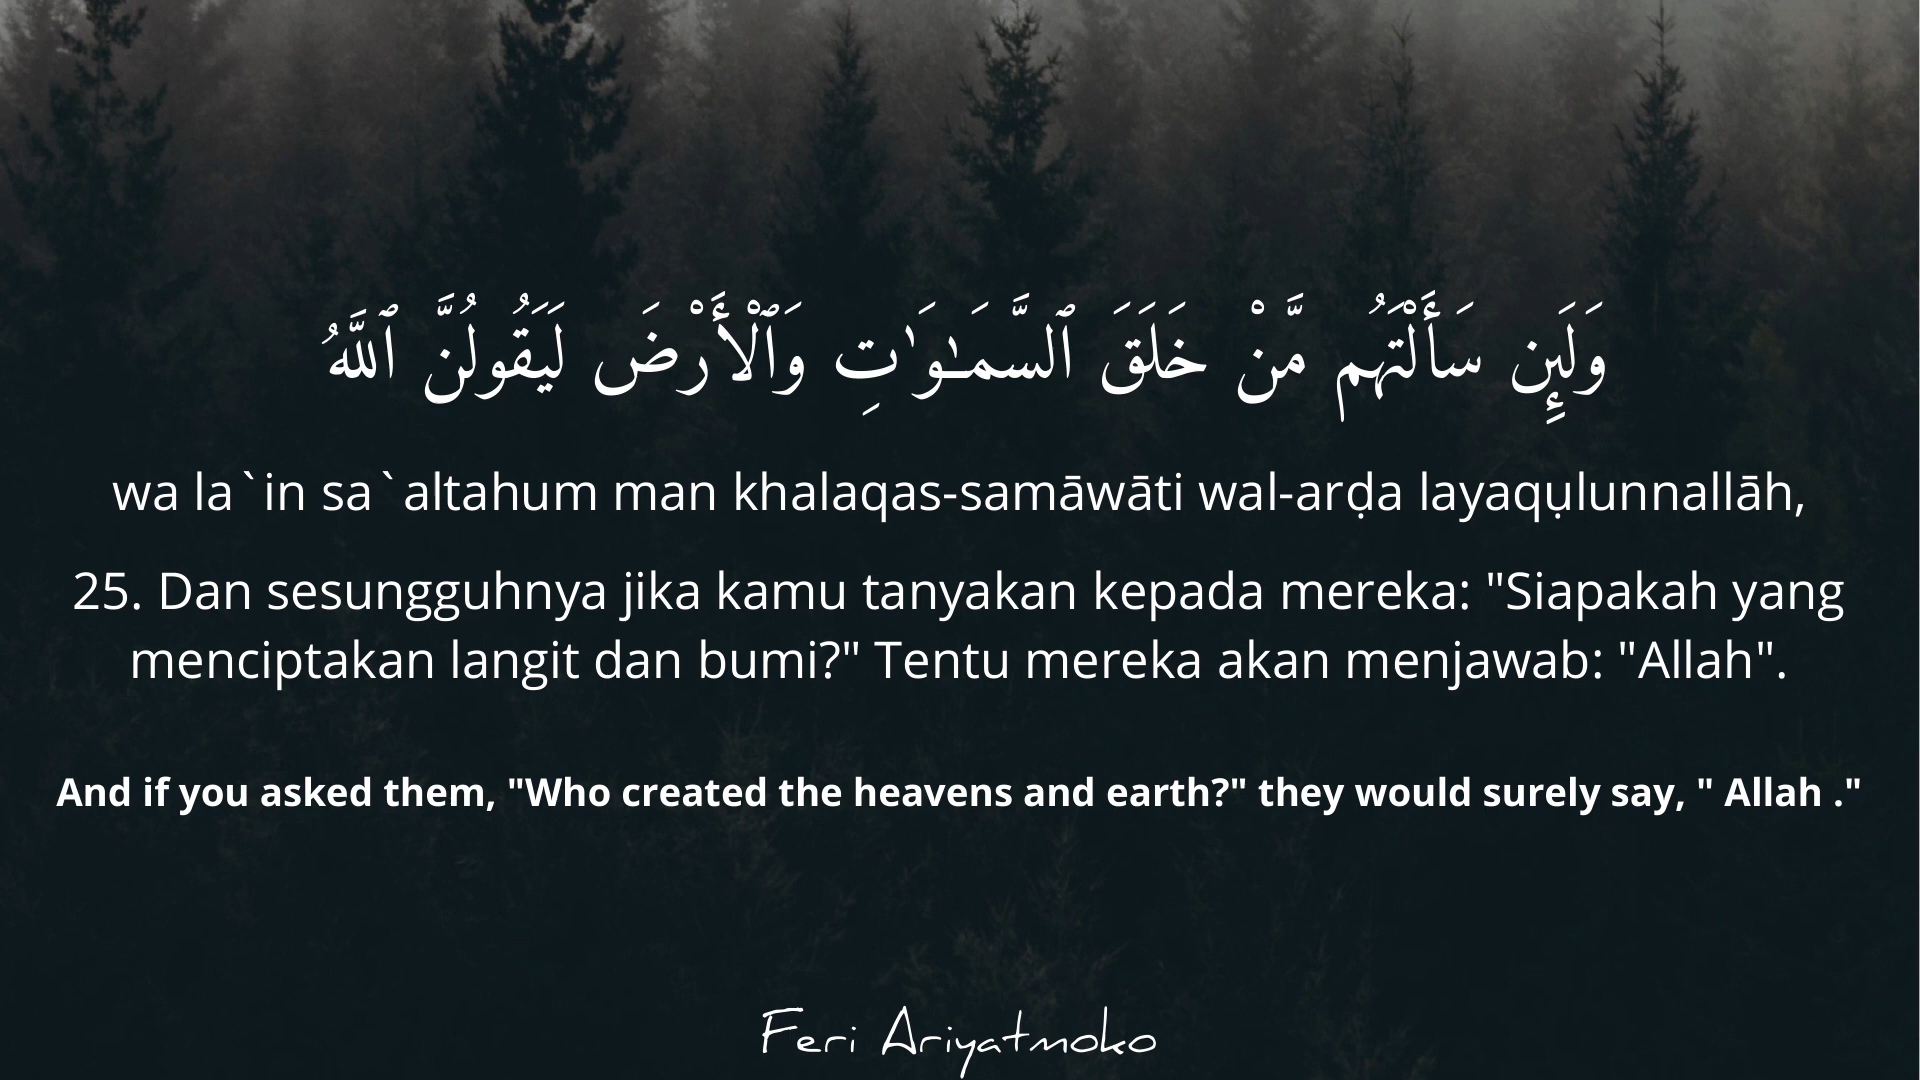 وَلَئِن سَأَلْتَهُم مَّنْ خَلَقَ ٱلسَّمَـٰوَٰتِ وَٱلْأَرْضَ لَيَقُولُنَّ ٱللَّهُ
wa la`in sa`altahum man khalaqas-samāwāti wal-arḍa layaqụlunnallāh,
25. Dan sesungguhnya jika kamu tanyakan kepada mereka: "Siapakah yang
menciptakan langit dan bumi?" Tentu mereka akan menjawab: "Allah".
And if you asked them, "Who created the heavens and earth?" they would surely say, " Allah ."
Feri Ariyatmoko